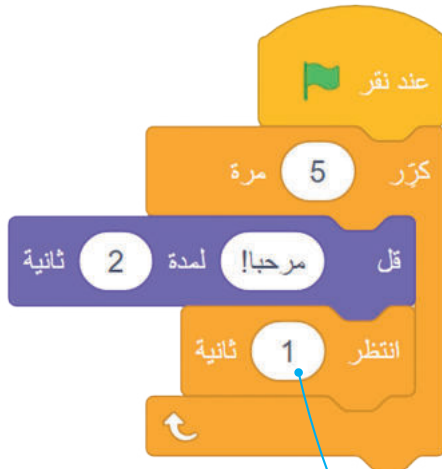 عند نقر
كرّر 5 مرة
قل مرحبا! لمدة 2 ثانية
انتظر 1 ثانية